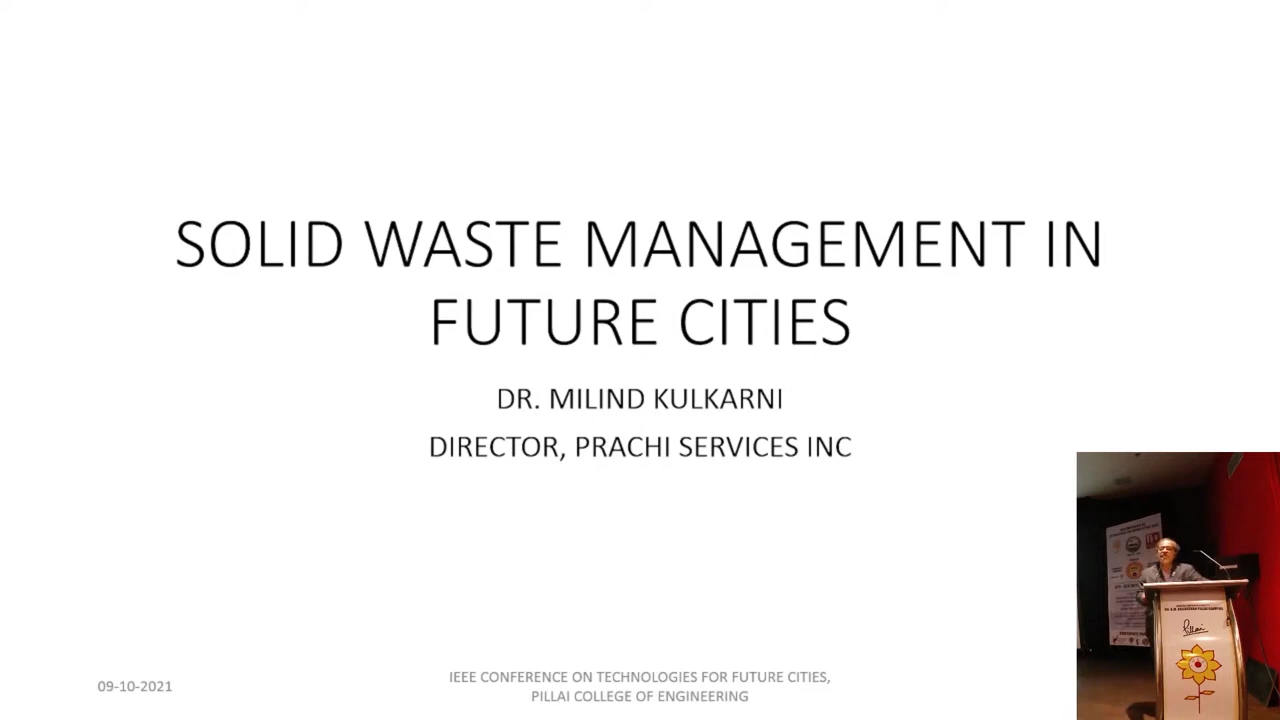 SOLID WASTE MANAGEMENT IN
FUTURE CITIES
DR. MILIND KULKARNI
DIRECTOR, PRACHI SERVICES INC
09-10-2021
IEEE CONFERENCE ON TECHNOLOGIES FOR FUTURE CITIES,
PILLAI COLLEGE OF ENGINEERING
Pillai